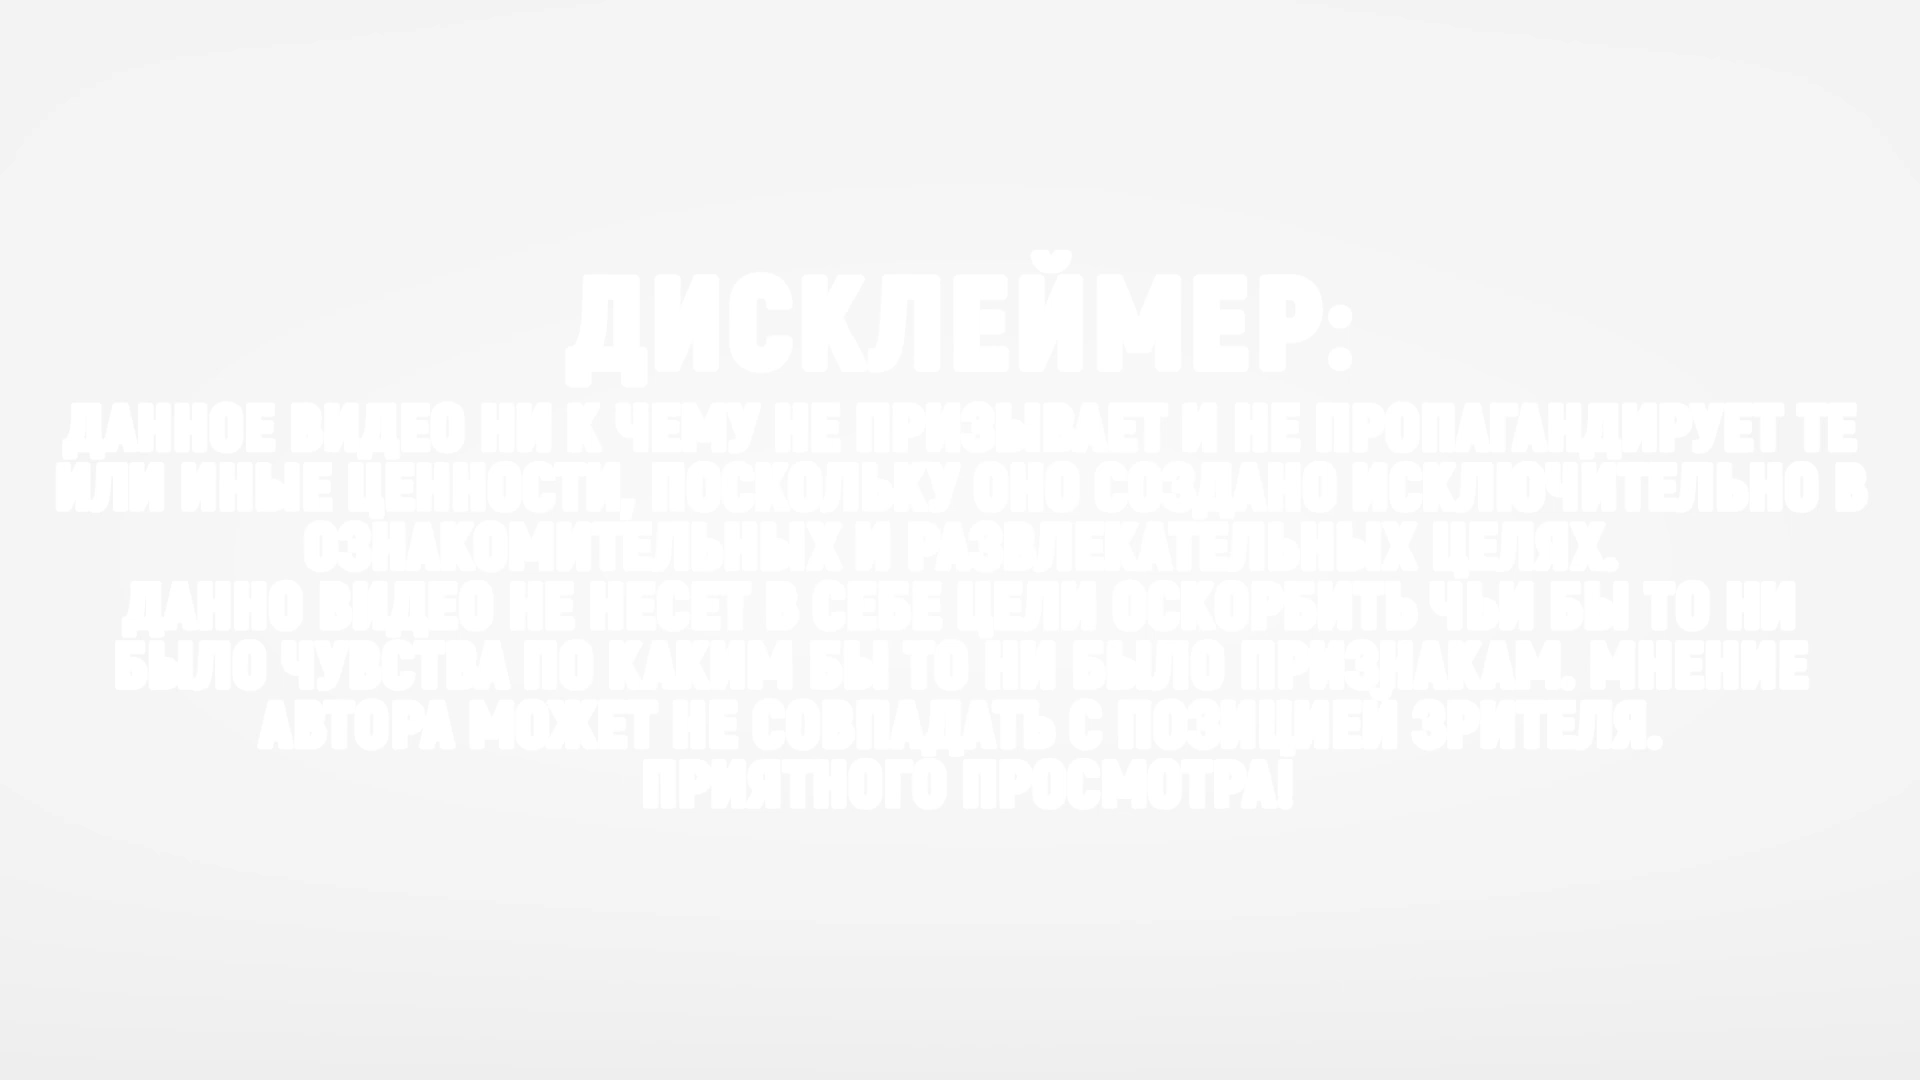 ДИСКЛЕЙМЕР:
ДАННОЕ ВИДЕО НИ К ЧЕМУ НЕ ПРИЗЫВАЕТ И НЕ ПРОПАГАНДИРУЕТ ТЕ
ИЛИ ИНЫЕ ЦЕННОСТИ, ПОСКОЛЬКУ ОНО СОЗДАНО ИСКЛЮЧИТЕЛЬНО В
ОЗНАКОМИТЕЛЬНЫХ И РАЗВЛЕКАТЕЛЬНЫХ ЦЕЛЯХ.
ДАННО ВИДЕО НЕ НЕСЕТ В СЕБЕ ЦЕЛИ ОСКОРБИТЬ ЧЬИ БЫ ТО НИ
БЫЛО ЧУВСТВА ПО КАКИМ БЫ ТО НИ БЫЛО ПРИЗНАКАМ. МНЕНИЕ
АВТОРА МОЖЕТ НЕ СОВПАДАТЬ С ПОЗИЦИЕЙ ЗРИТЕЛЯ.
ПРИЯТНОГО ПРОСМОТРА!